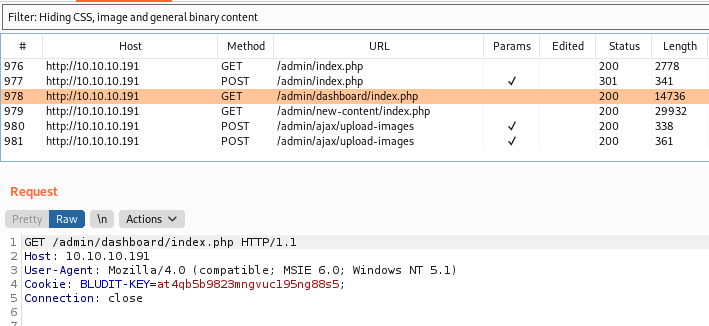 Filter: Hiding CSS, image and general binary content
# Host Method URL Params Edited Status Length
976 http://10.10.10.191 GET /admin/index.php 200 2778
977 http://10.10.10.191 POST /admin/index.php ✓ 301 341
978 http://10.10.10.191 GET /admin/dashboard/index.php 200 14736
979 http://10.10.10.191 GET /admin/new-content/index.php 200 29932
980 http://10.10.10.191 POST /admin/ajax/upload-images ✓ 200 338
981 http://10.10.10.191 POST /admin/ajax/upload-images ✓ 200 361
Request
Pretty Raw \n Actions
1 GET /admin/dashboard/index.php HTTP/1.1
2 Host: 10.10.10.191
3 User-Agent: Mozilla/4.0 (compatible; MSIE 6.0; Windows NT 5.1)
4 Cookie: BLUDIT-KEY=at4qb5b9823mngvuc195ng88s5;
5 Connection: close
6